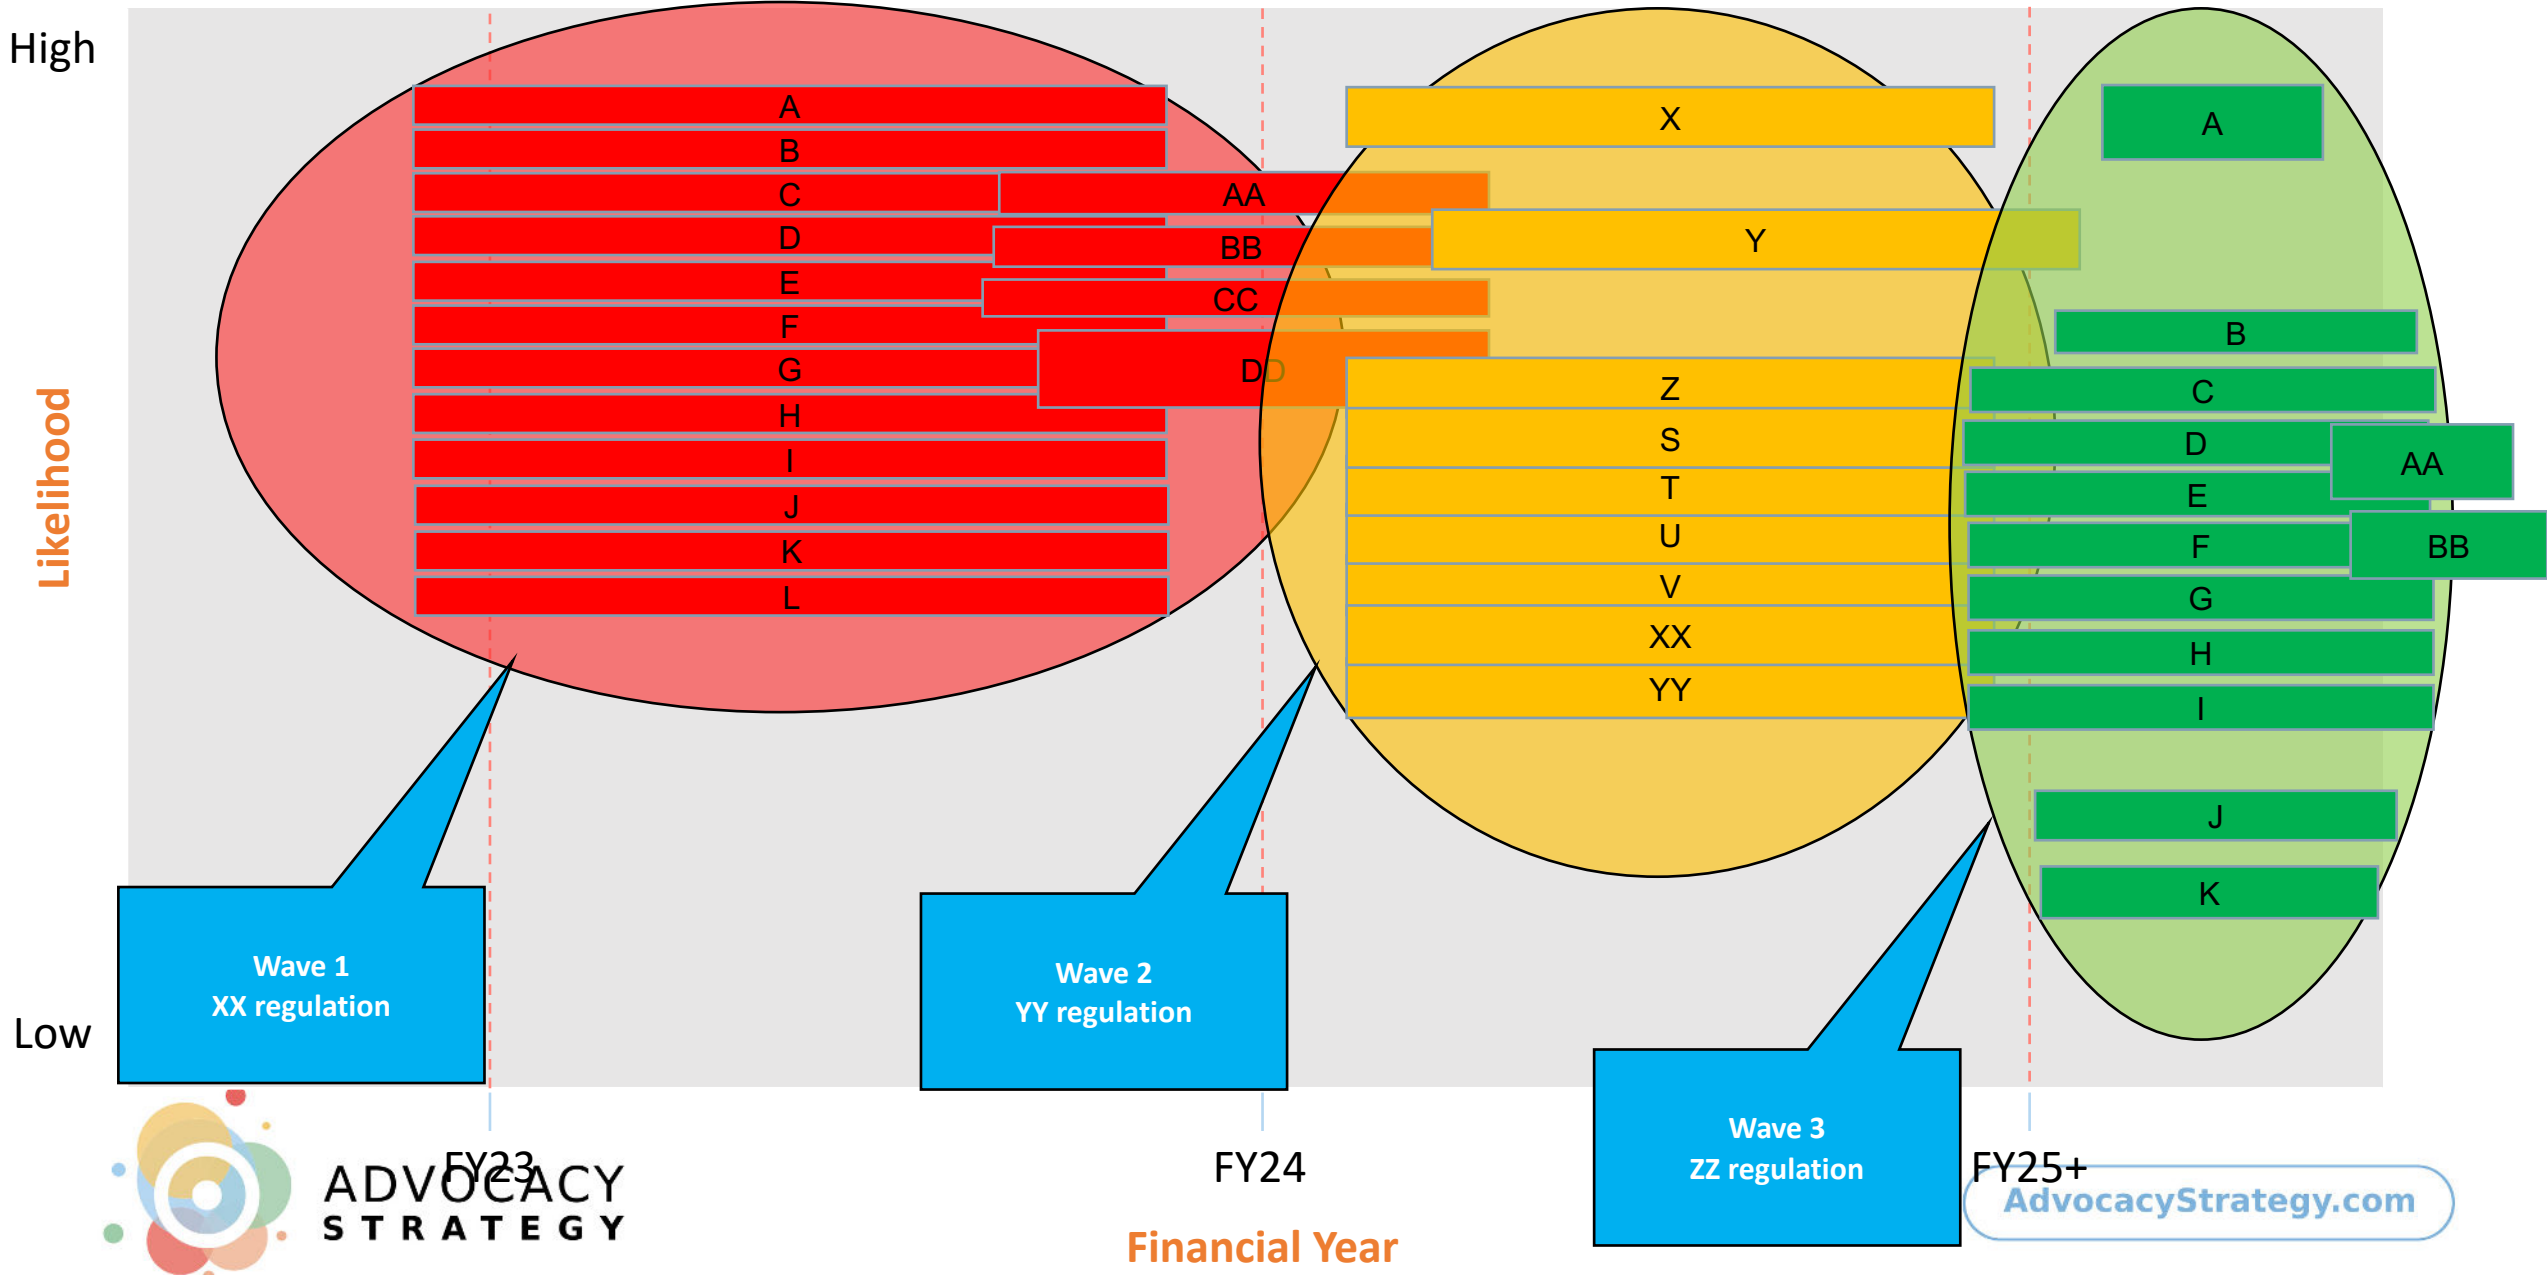 High
A
B
C
D
E
F
G
H
I
J
K
L
AA
BB
CC
DD
X
Y
Z
S
T
U
V
XX
YY
A
B
C
D
E
F
G
H
I
J
K
AA
BB
Likelihood
Wave 1
XX regulation
Wave 2
YY regulation
Wave 3
ZZ regulation
Low
FY23
FY24
FY25+
Financial Year
ADVOCACY
STRATEGY
AdvocacyStrategy.com